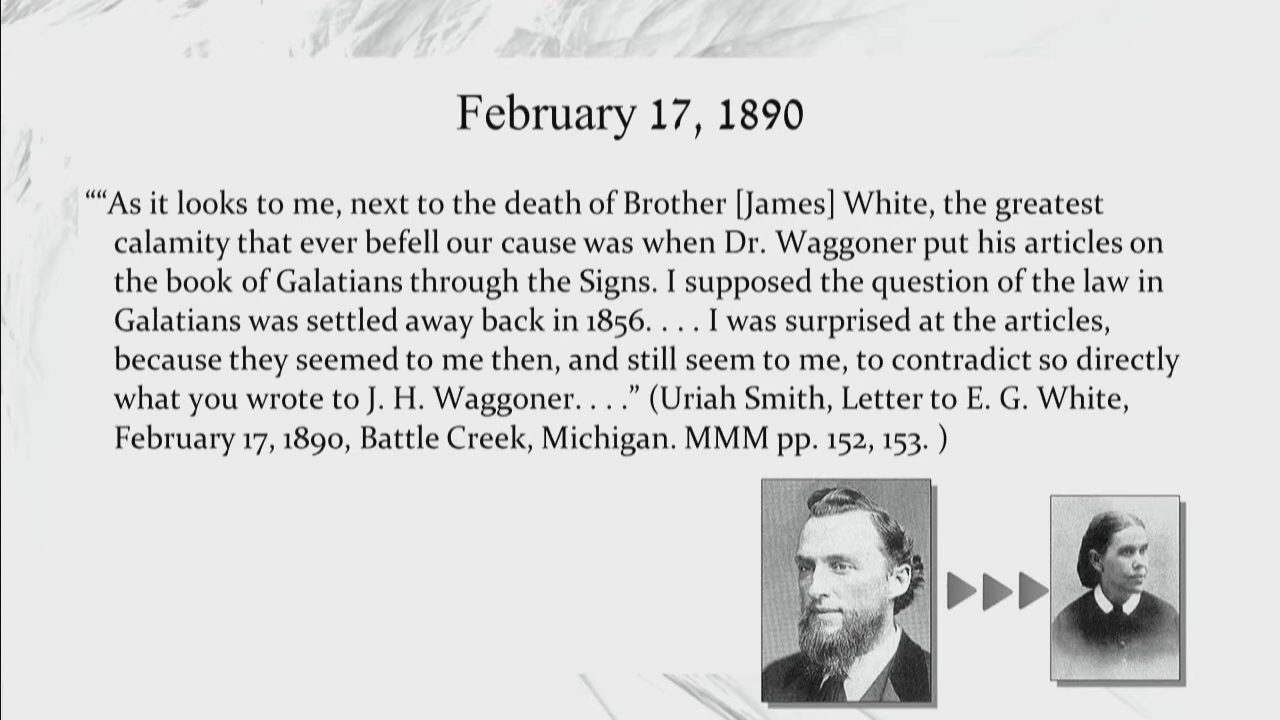 February 17, 1890
““As it looks to me, next to the death of Brother [James] White, the greatest
calamity that ever befell our cause was when Dr. Waggoner put his articles on
the book of Galatians through the Signs. I supposed the question of the law in
Galatians was settled away back in 1856. . . . I was surprised at the articles,
because they seemed to me then, and still seem to me, to contradict so directly
what you wrote to J. H. Waggoner. . . .” (Uriah Smith, Letter to E. G. White,
February 17, 1890, Battle Creek, Michigan. MMM pp. 152, 153. )